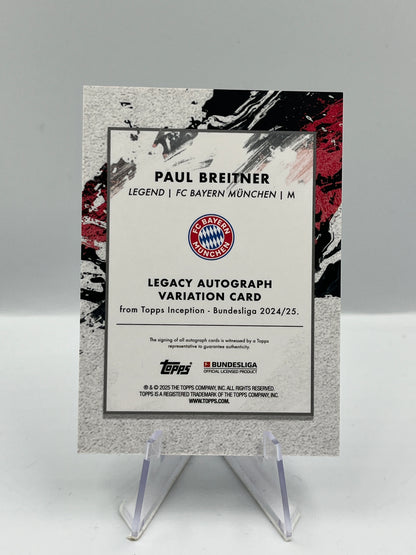 PAUL BREITNER
LEGEND | FC BAYERN MÜNCHEN | M
FC BAYERN
MÜNCHEN
LEGACY AUTOGRAPH
VARIATION CARD
from Topps Inception - Bundesliga 2024/25.
The signing of all autograph cards is witnessed by a Topps
representative to guarantee authenticity.
Topps BUNDESLIGA
OFFICIAL LICENSED PRODUCT
® & © 2025 THE TOPPS COMPANY, INC. ALL RIGHTS RESERVED.
TOPPS IS A REGISTERED TRADEMARK OF THE TOPPS COMPANY, INC.
WWW.TOPPS.COM.